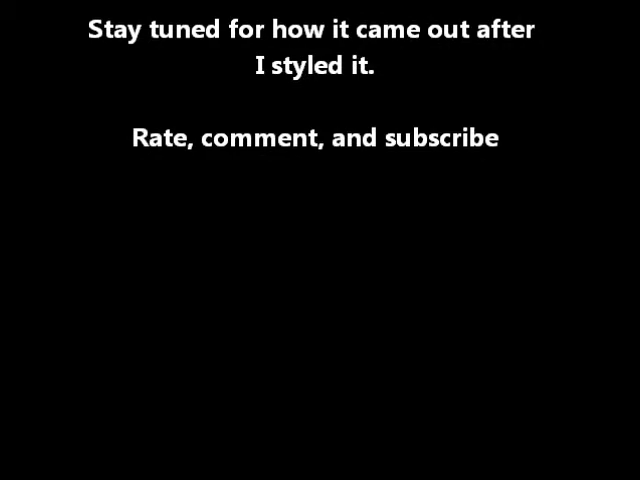 Stay tuned for how it came out after
I styled it.
Rate, comment, and subscribe